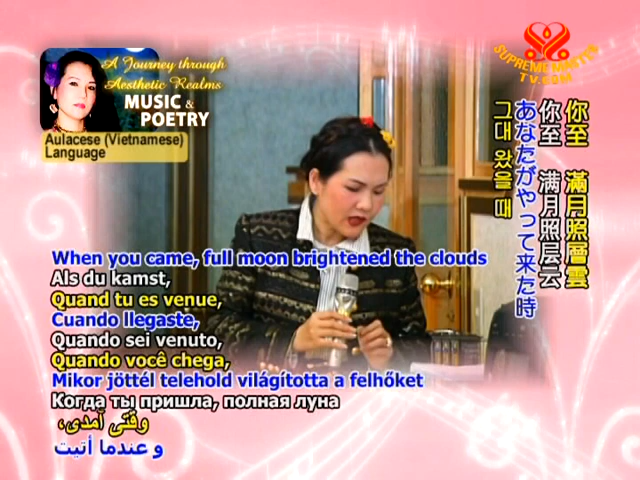 A Journey through
Aesthetic Realms
MUSIC &
POETRY
Aulacese (Vietnamese)
Language
SUPREME MASTER
TV.COM
你至 滿月照層雲
你至 满月照层云
あなたがやって来た時
그대 왔을 때
When you came, full moon brightened the clouds
Als du kamst,
Quand tu es venue,
Cuando llegaste,
Quando sei venuto,
Quando você chega,
Mikor jöttél telehold világította a felhőket
Когда ты пришла, полная луна
وقتی آمدی،
و عندما أتيت